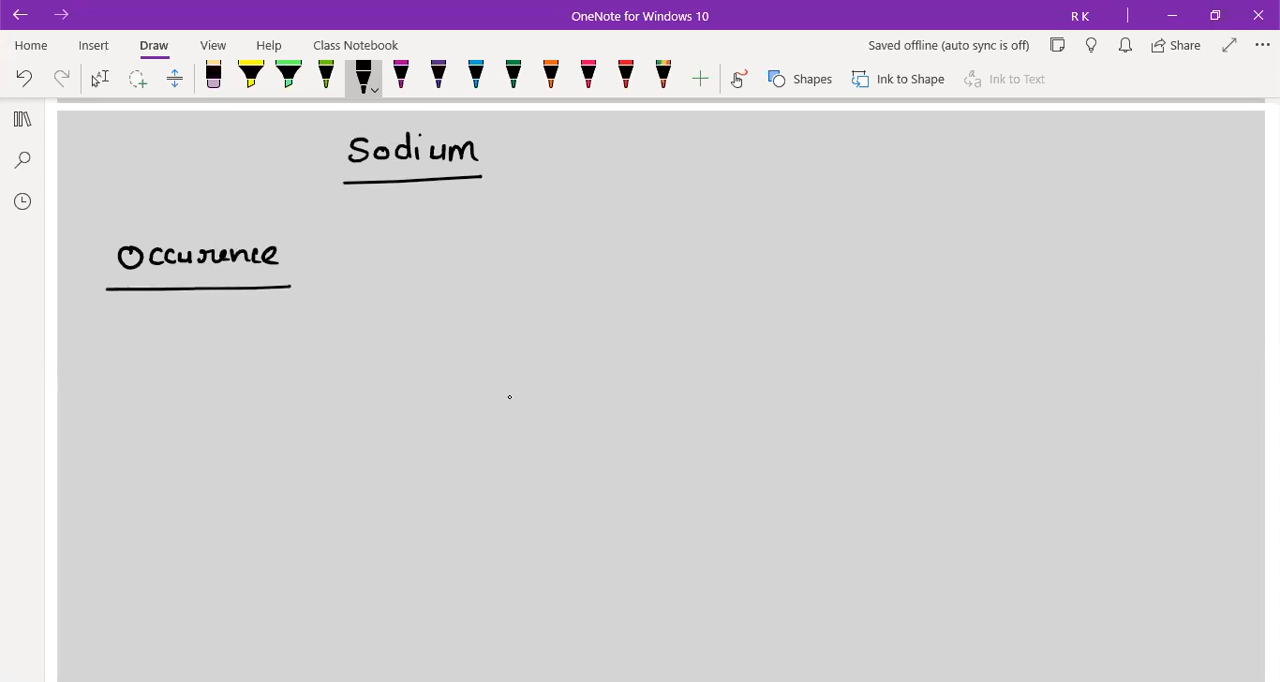 OneNote for Windows 10
R K
Home Insert Draw View Help Class Notebook
Saved offline (auto sync is off)
Share
Shapes
Ink to Shape
Ink to Text
Sodium
Occurence